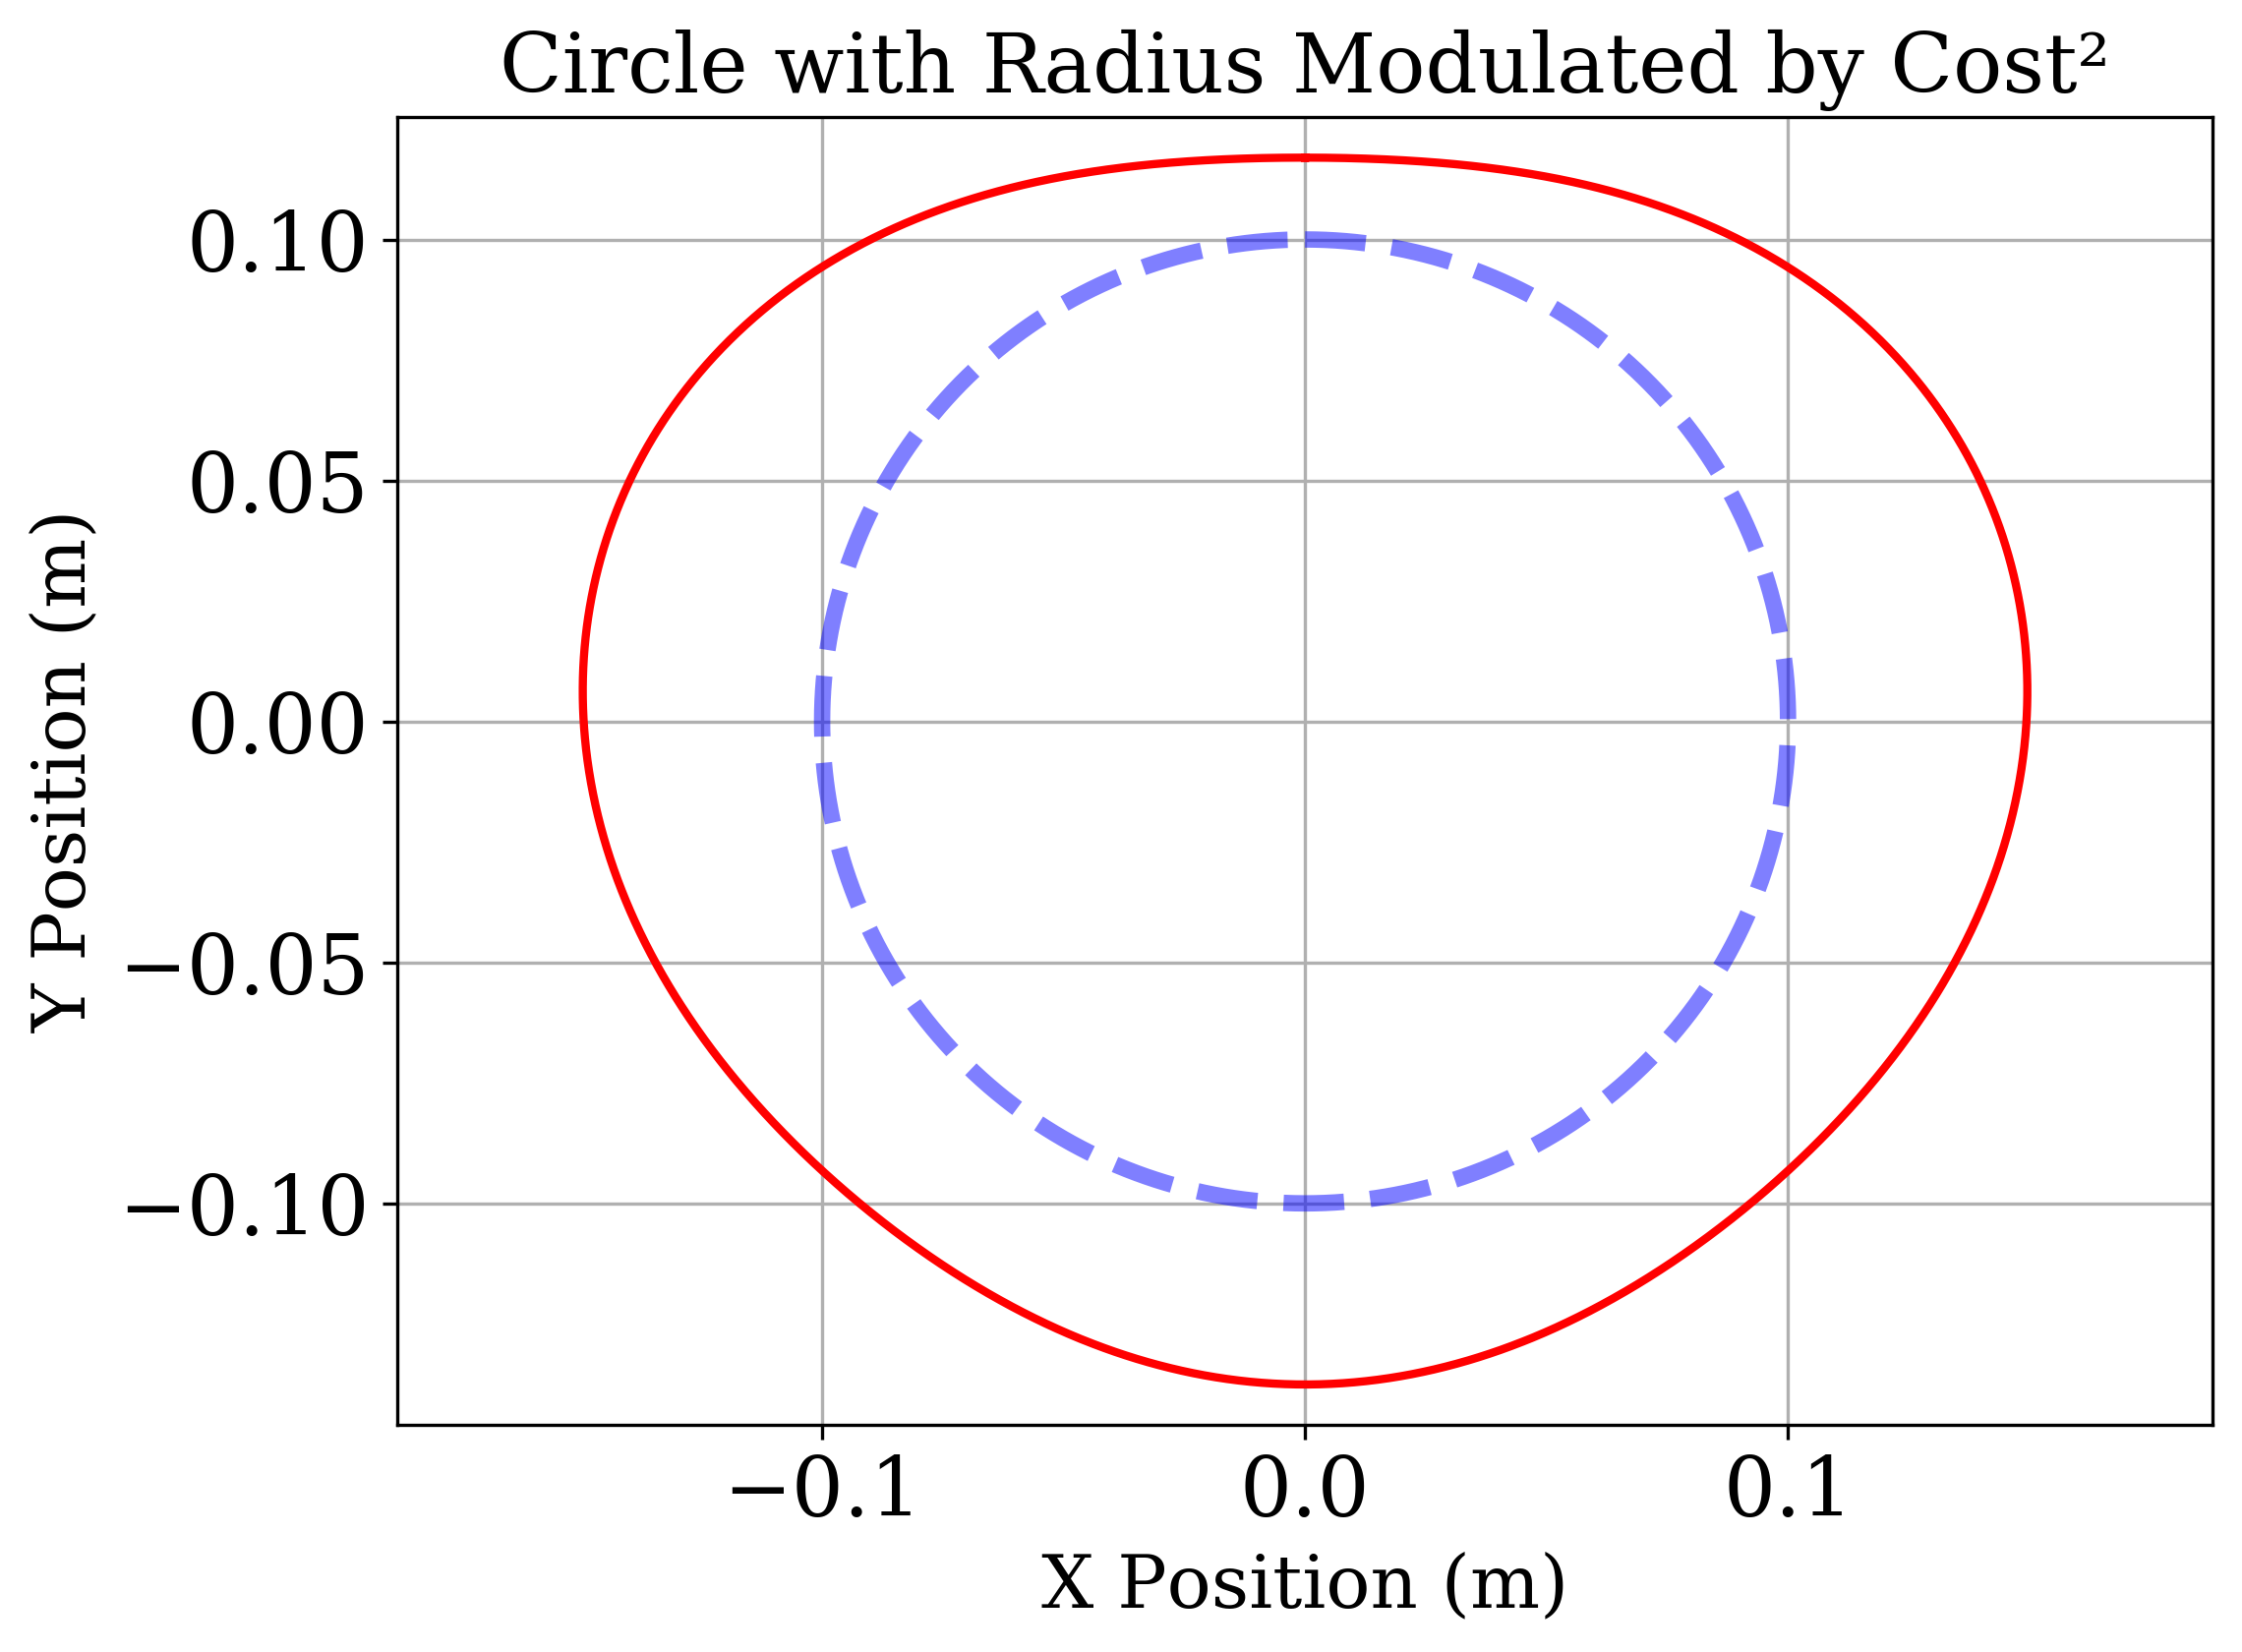 Circle with Radius Modulated by Cost²
Y Position (m)
0.10
0.05
0.00
−0.05
−0.10
−0.1 0.0 0.1
X Position (m)